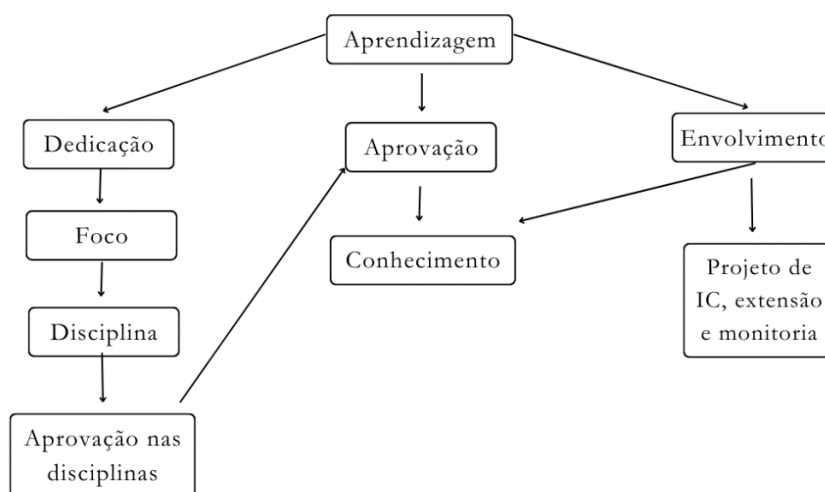 Aprendizagem
Dedicação
Aprovação
Envolvimento
Foco
Conhecimento
Projeto de
IC, extensão
e monitoria
Disciplina
Aprovação nas
disciplinas